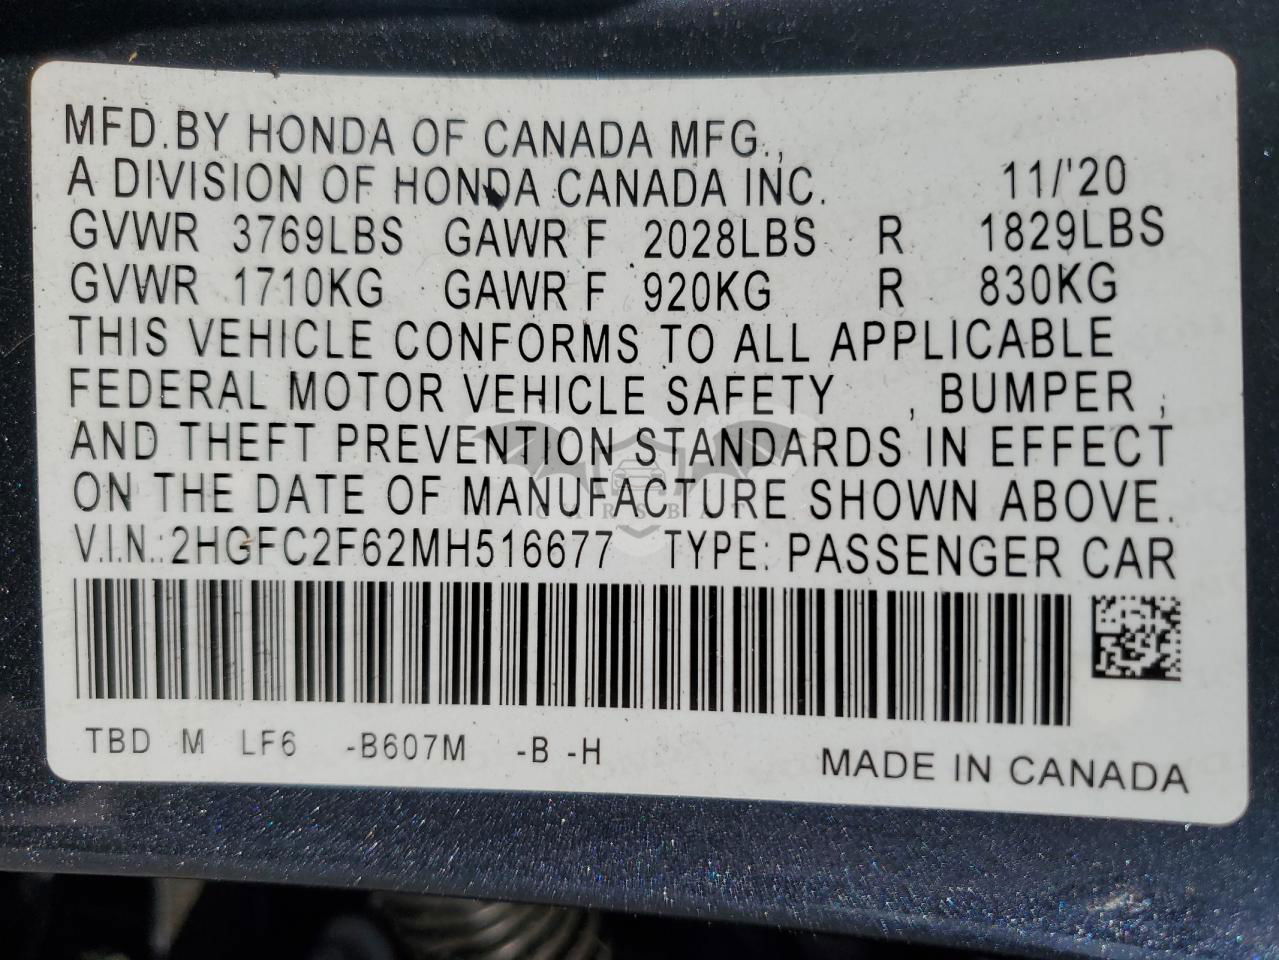 MFD.BY HONDA OF CANADA MFG.,
A DIVISION OF HONDA CANADA INC. 11/'20
GVWR 3769LBS GAWR F 2028LBS R 1829LBS
GVWR 1710KG GAWR F 920KG R 830KG
THIS VEHICLE CONFORMS TO ALL APPLICABLE
FEDERAL MOTOR VEHICLE SAFETY , BUMPER ,
AND THEFT PREVENTION STANDARDS IN EFFECT
ON THE DATE OF MANUFACTURE SHOWN ABOVE.
CARSBAT
V.I.N.:2HGFC2F62MH516677 TYPE: PASSENGER CAR
TBD M LF6 -B607M -B -H
MADE IN CANADA